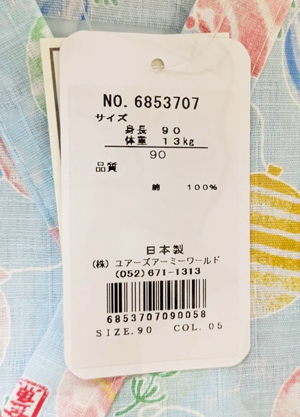 NO. 6853707
サイズ
身長 90
体重 13kg
90
品質
綿 100%
日本製
(株) ユアーズアーミーワールド
(052)671-1313
6853707090058
SIZE. 90 COL. 05